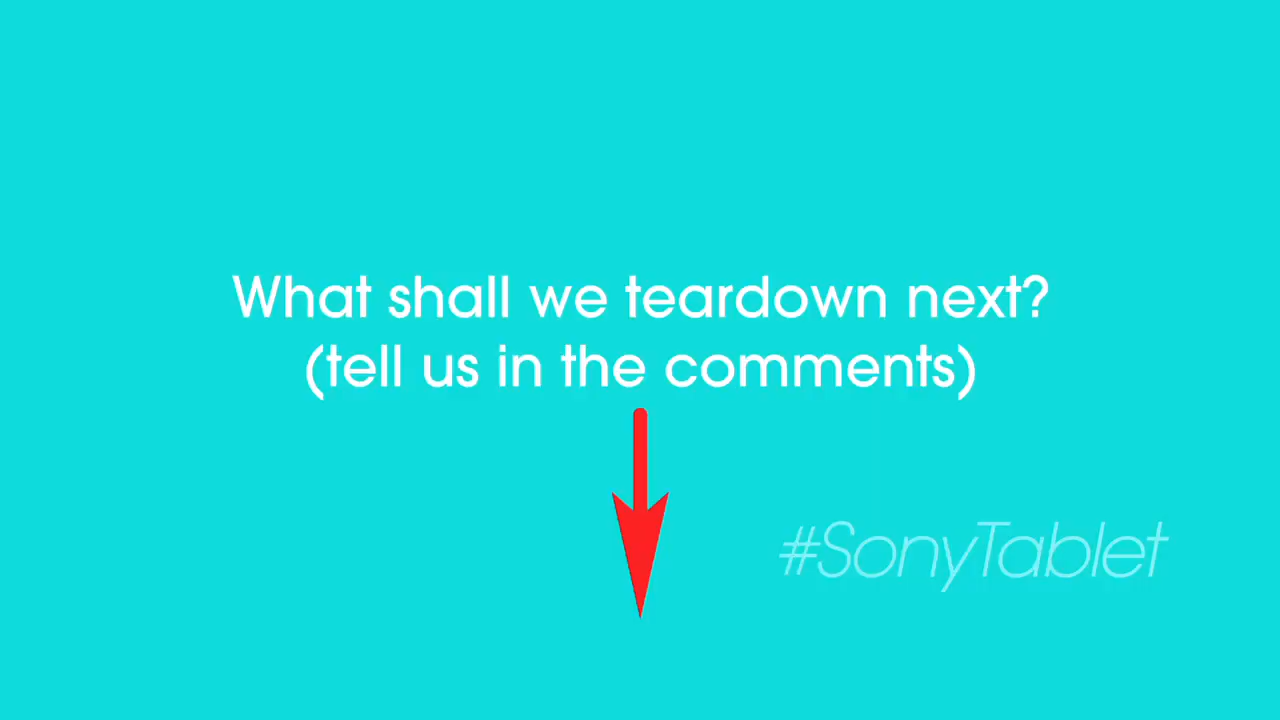 What shall we teardown next?
(tell us in the comments)
#SonyTablet